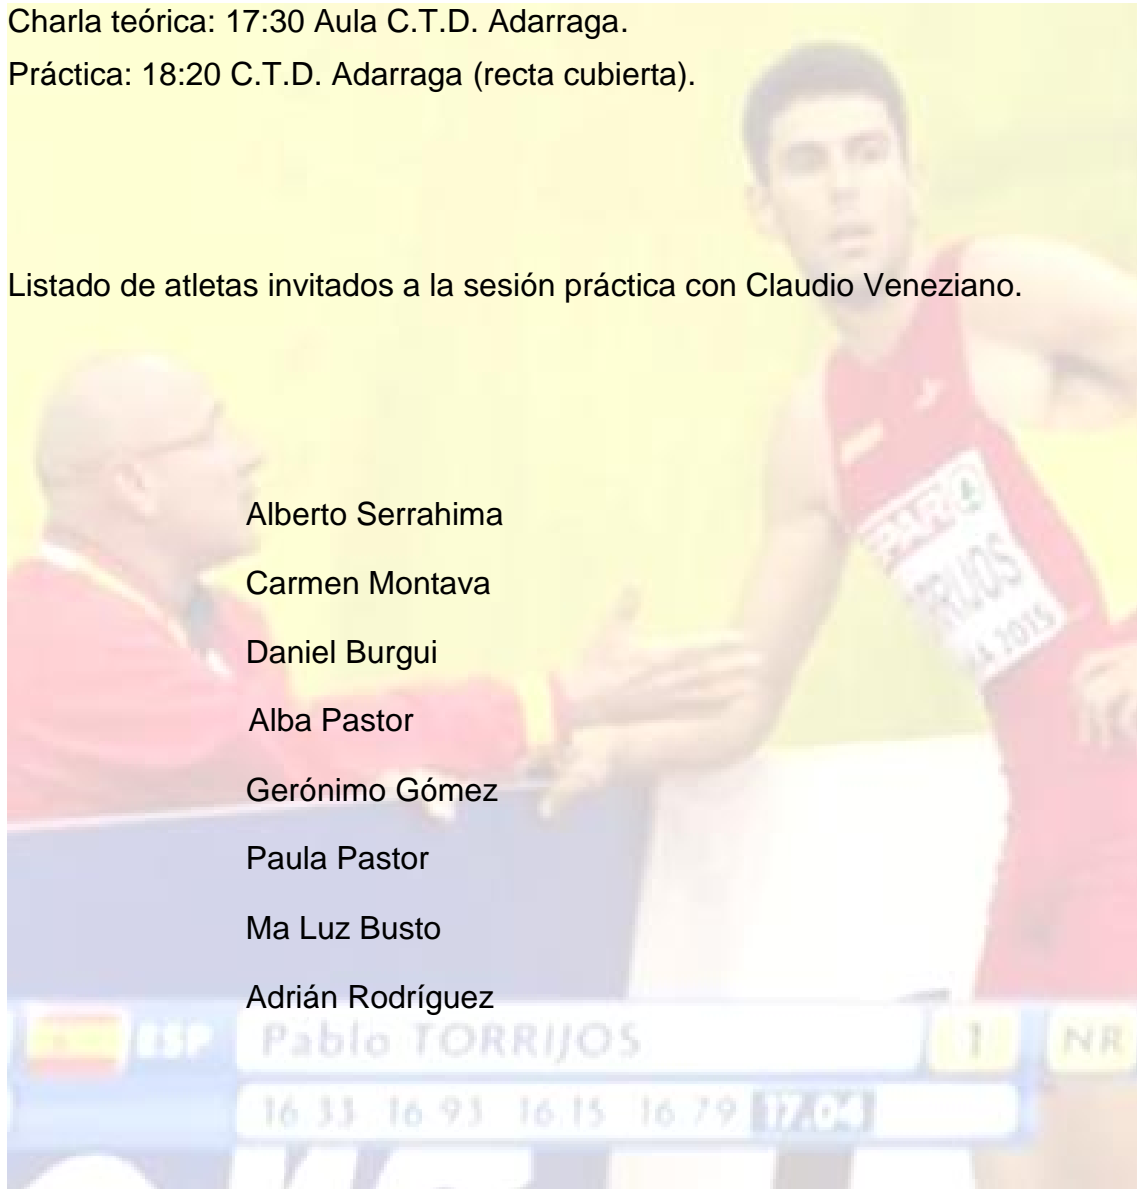 Charla teórica: 17:30 Aula C.T.D. Adarraga.
Práctica: 18:20 C.T.D. Adarraga (recta cubierta).
Listado de atletas invitados a la sesión práctica con Claudio Veneziano.
Alberto Serrahima
Carmen Montava
Daniel Burgui
Alba Pastor
Gerónimo Gómez
Paula Pastor
Ma Luz Busto
Adrián Rodríguez
ESP Pablo TORRIJOS 1 NR
16 33 16 93 16 15 16 79 17.04